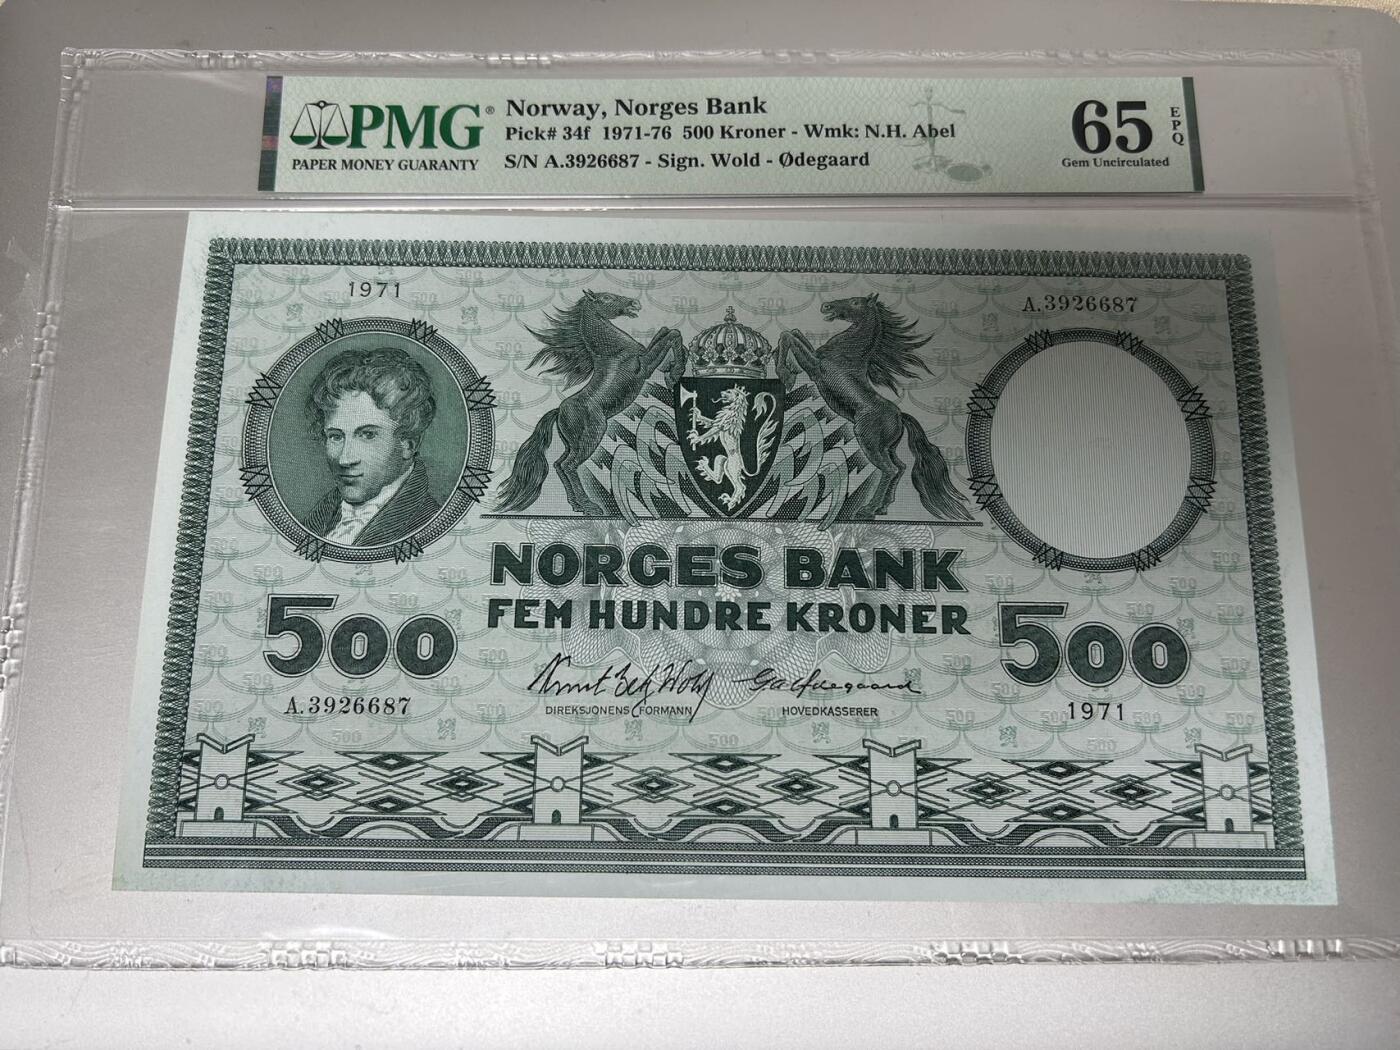 PMG®
PAPER MONEY GUARANTY
Norway, Norges Bank
Pick# 34f 1971-76 500 Kroner - Wmk: N.H. Abel
S/N A.3926687 - Sign. Wold - Ødegaard
65 EPQ
Gem Uncirculated
1971
A.3926687
NORGES BANK
FEM HUNDRE KRONER
500
500
A.3926687
DIREKSJONENS FORMANN
HOVEDKASSERER
1971